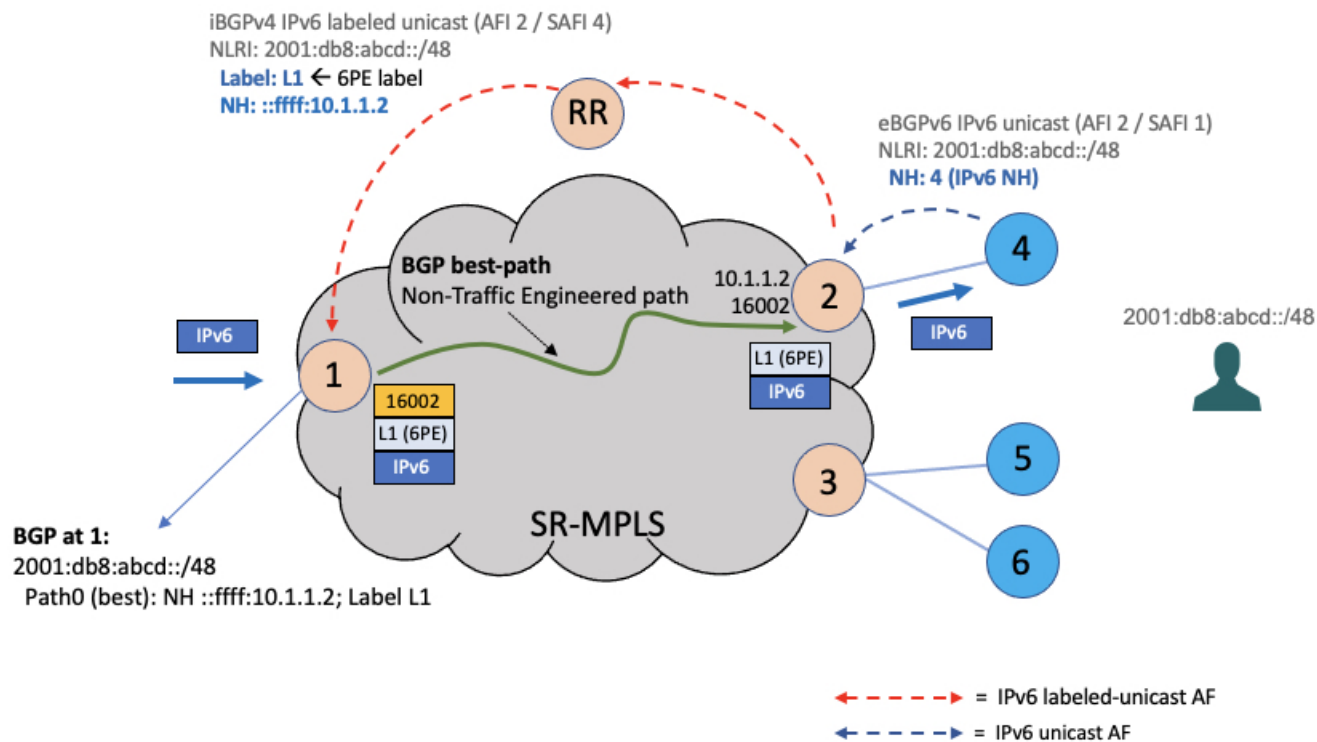 iBGPv4 IPv6 labeled unicast (AFI 2 / SAFI 4)
NLRI: 2001:db8:abcd::/48
Label: L1 ← 6PE label
NH: ::ffff:10.1.1.2
RR
eBGPv6 IPv6 unicast (AFI 2 / SAFI 1)
NLRI: 2001:db8:abcd::/48
NH: 4 (IPv6 NH)
4
BGP best-path
Non-Traffic Engineered path
10.1.1.2
16002
2
IPv6
IPv6
2001:db8:abcd::/48
1
L1 (6PE)
IPv6
16002
L1 (6PE)
IPv6
3
5
6
SR-MPLS
BGP at 1:
2001:db8:abcd::/48
Path0 (best): NH ::ffff:10.1.1.2; Label L1
= IPv6 labeled-unicast AF
= IPv6 unicast AF